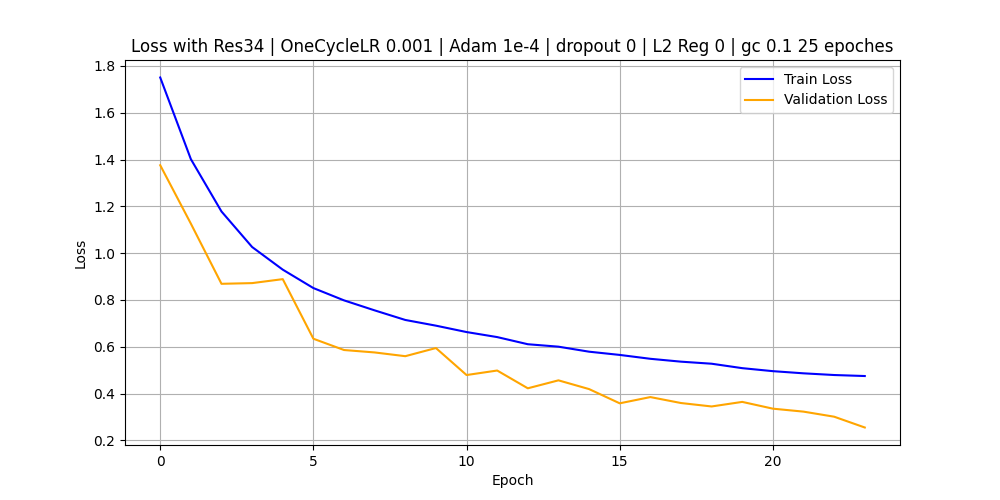 Loss with Res34 | OneCycleLR 0.001 | Adam 1e-4 | dropout 0 | L2 Reg 0 | gc 0.1 25 epoches
Train Loss
Validation Loss
1.8
1.6
1.4
1.2
1.0
0.8
0.6
0.4
0.2
Loss
0
5
10
15
20
Epoch